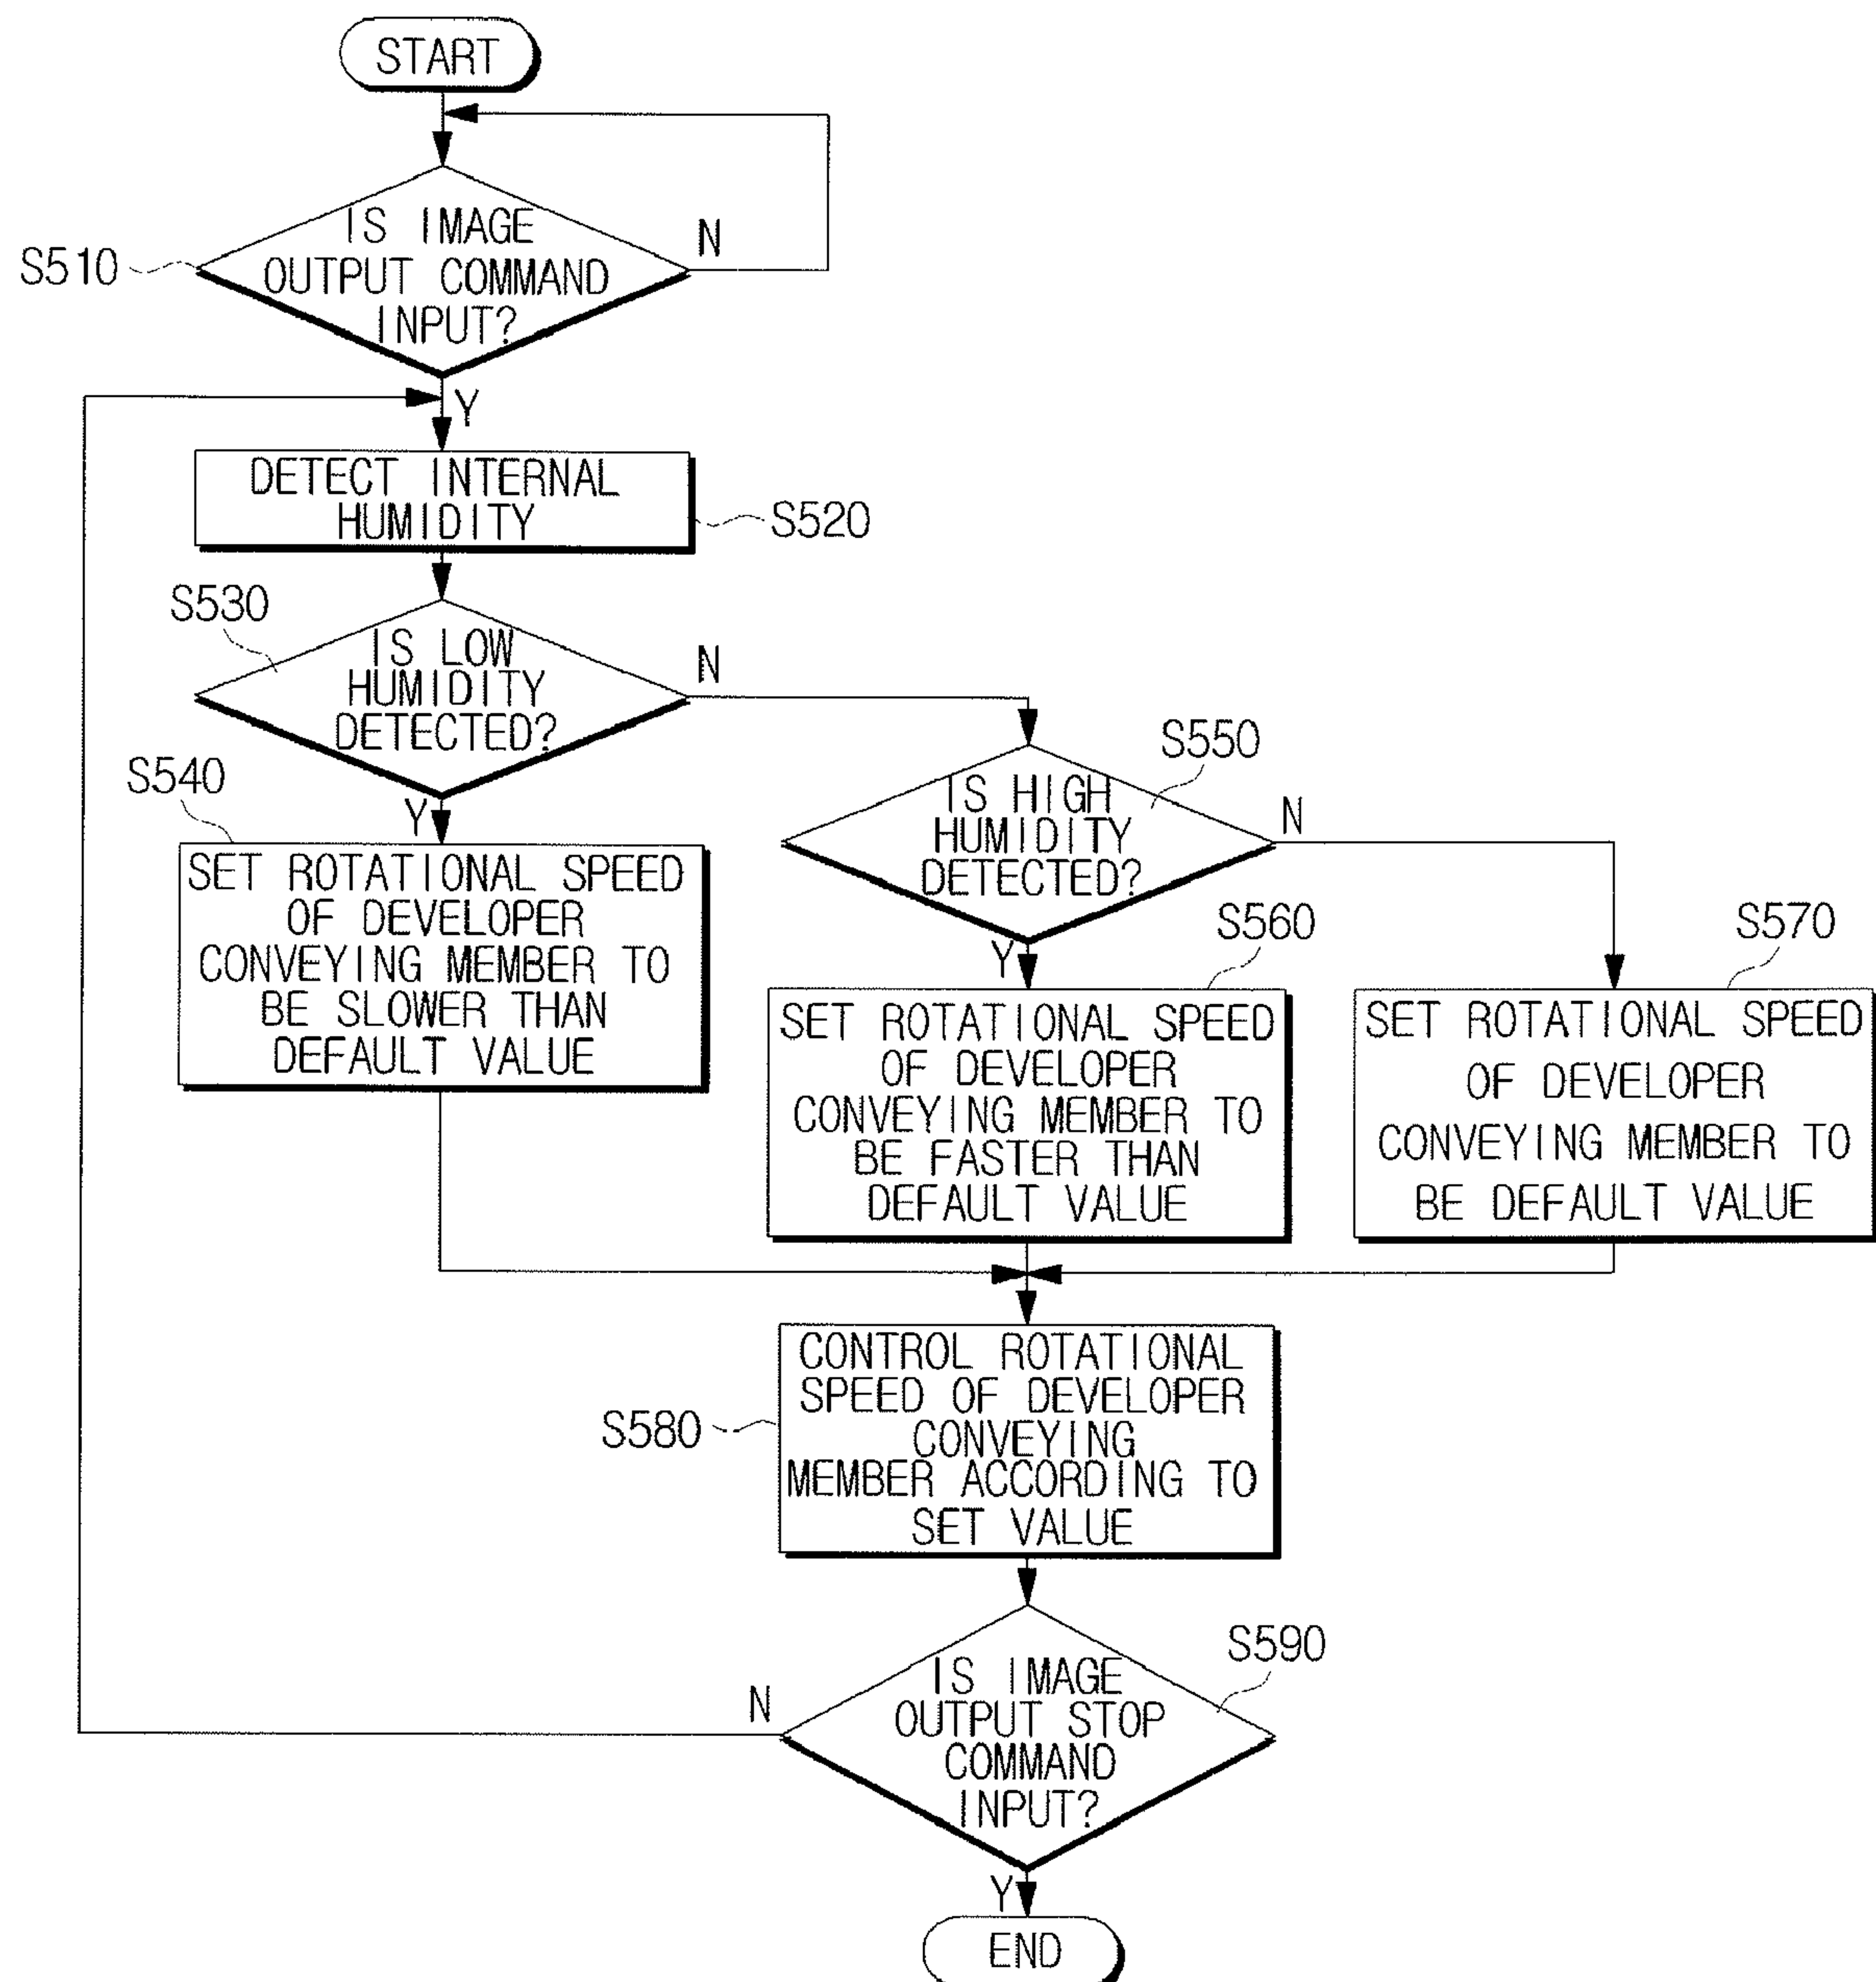 START
IS IMAGE
OUTPUT COMMAND
INPUT?
N
S510
Y
DETECT INTERNAL
HUMIDITY
S520
S530
IS LOW
HUMIDITY
DETECTED?
N
S540
Y
SET ROTATIONAL SPEED
OF DEVELOPER
CONVEYING MEMBER TO
BE SLOWER THAN
DEFAULT VALUE
S550
IS HIGH
HUMIDITY
DETECTED?
N
Y
S560
SET ROTATIONAL SPEED
OF DEVELOPER
CONVEYING MEMBER TO
BE FASTER THAN
DEFAULT VALUE
S570
SET ROTATIONAL SPEED
OF DEVELOPER
CONVEYING MEMBER TO
BE DEFAULT VALUE
S580
CONTROL ROTATIONAL
SPEED OF DEVELOPER
CONVEYING
MEMBER ACCORDING TO
SET VALUE
S590
IS IMAGE
OUTPUT STOP
COMMAND
INPUT?
N
Y
END